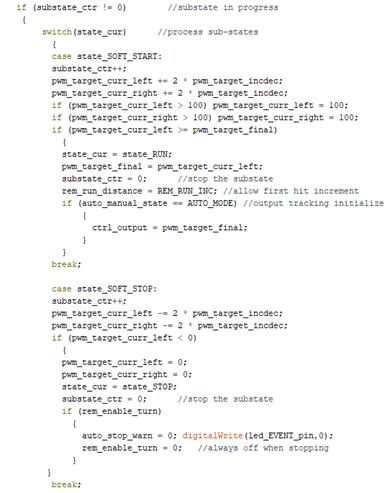 if (substate_ctr != 0) //substate in progress
{
switch(state_cur) //process sub-states
{
case state_SOFT_START:
substate_ctr++;
pwm_target_curr_left += 2 * pwm_target_incdec;
pwm_target_curr_right += 2 * pwm_target_incdec;
if (pwm_target_curr_left > 100) pwm_target_curr_left = 100;
if (pwm_target_curr_right > 100) pwm_target_curr_right = 100;
if (pwm_target_curr_left >= pwm_target_final)
{
state_cur = state_RUN;
pwm_target_final = pwm_target_curr_left;
substate_ctr = 0; //stop the substate
rem_run_distance = REM_RUN_INC; //allow first hit increment
if (auto_manual_state == AUTO_MODE) //output tracking initialize
{
ctrl_output = pwm_target_final;
}
}
break;
case state_SOFT_STOP:
substate_ctr++;
pwm_target_curr_left -= 2 * pwm_target_incdec;
pwm_target_curr_right -= 2 * pwm_target_incdec;
if (pwm_target_curr_left < 0)
{
pwm_target_curr_left = 0;
pwm_target_curr_right = 0;
state_cur = state_STOP;
substate_ctr = 0; //stop the substate
if (rem_enable_turn)
{
auto_stop_warn = 0; digitalWrite(led_EVENT_pin,0);
rem_enable_turn = 0; //always off when stopping
}
}
break;